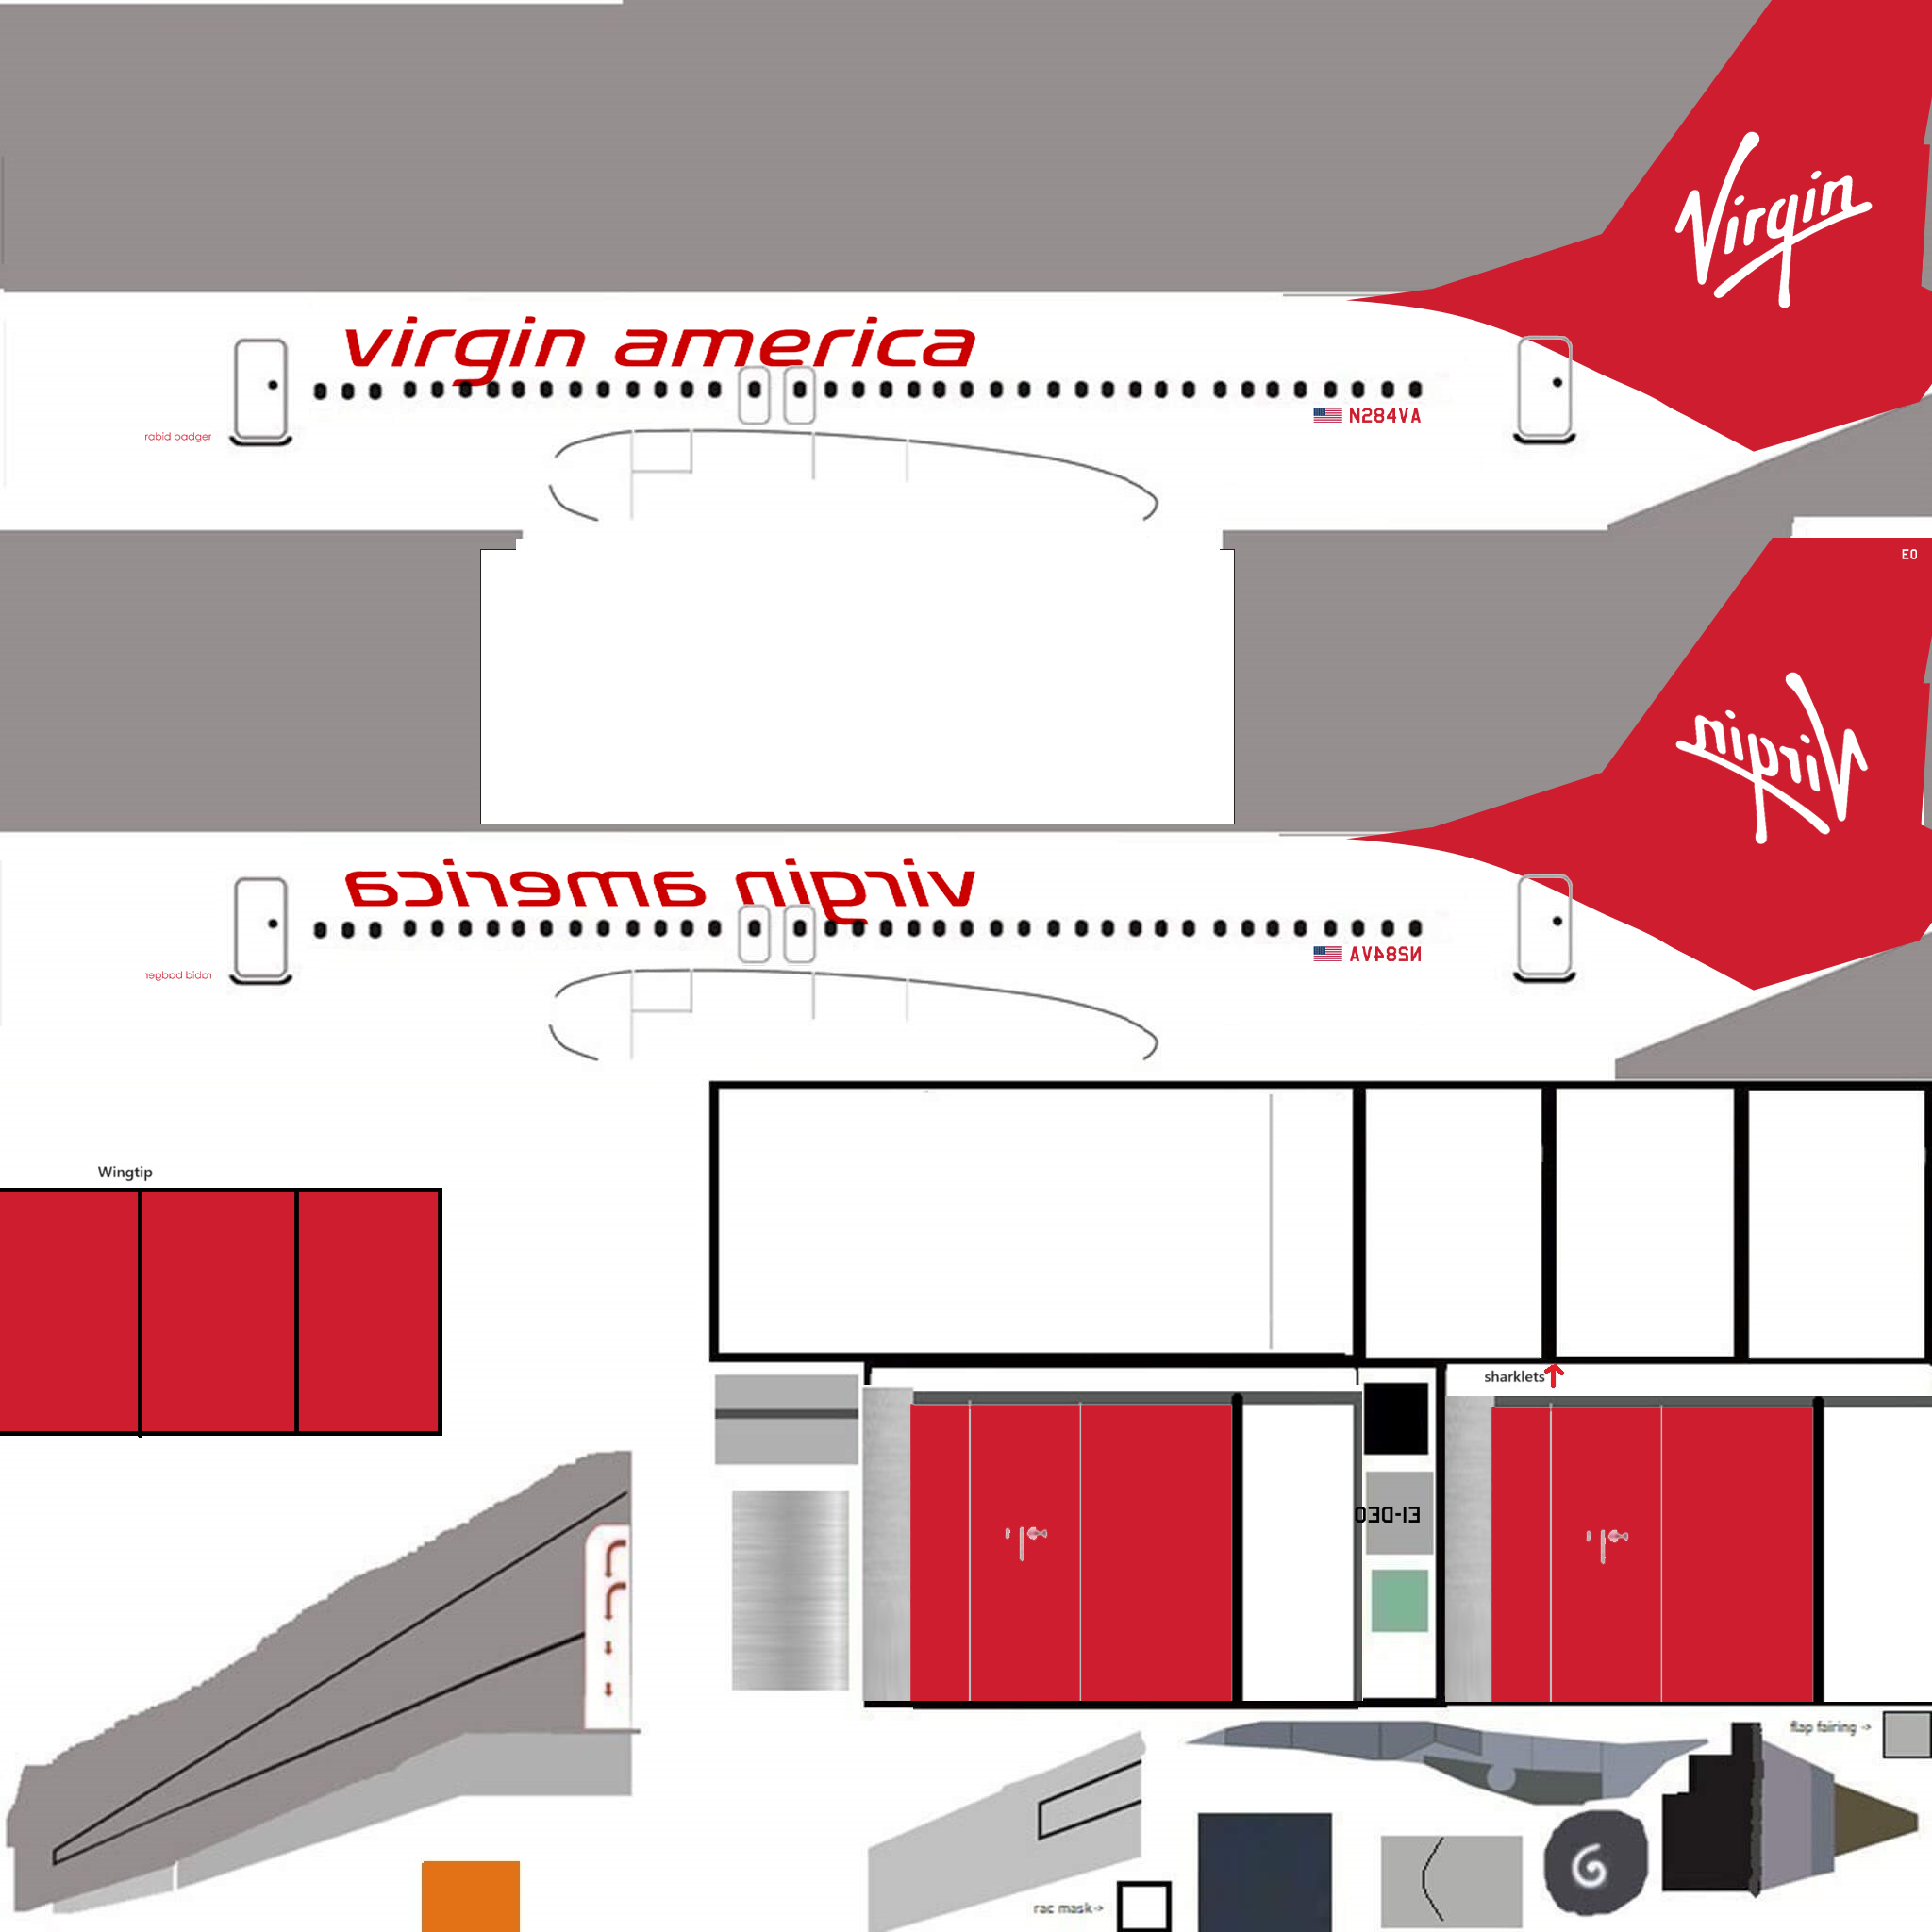 Virgin
virgin america
N284VA
rabid badger
E0
Virgin
virgin america
N284VA
rabid badger
Wingtip
sharklets
EI-DEO
flap fairing ->
rac mask->